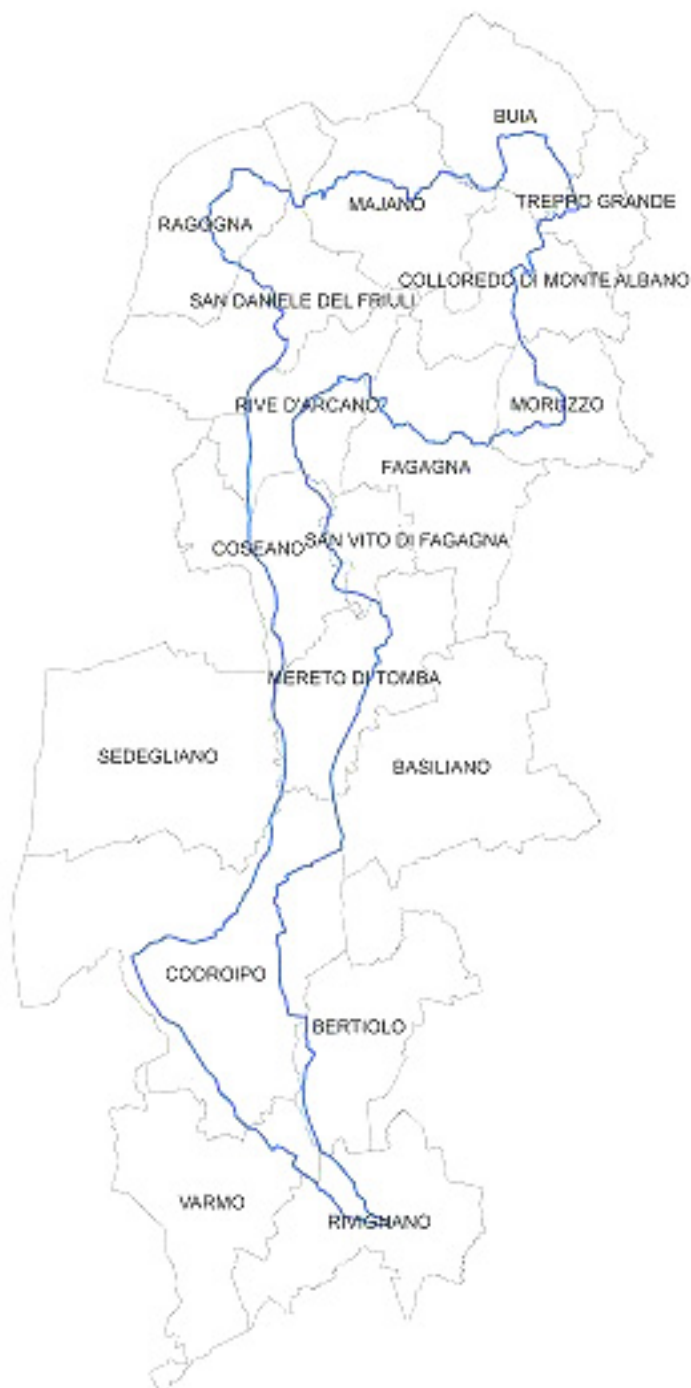 BUIA
TREPPO GRANDE
MAJANO
RAGOGNA
COLLOREDO DI MONTE ALBANO
SAN DANIELE DEL FRIULI
RIVE D'ARCANO
MORUZZO
FAGAGNA
COSEANO
SAN VITO DI FAGAGNA
MERETO DI TOMBA
SEDEGLIANO
BASILIANO
CODROIPO
BERTIOLO
VARMO
RIVIGNANO